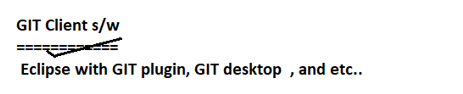 GIT Client s/w
============
Eclipse with GIT plugin, GIT desktop , and etc..